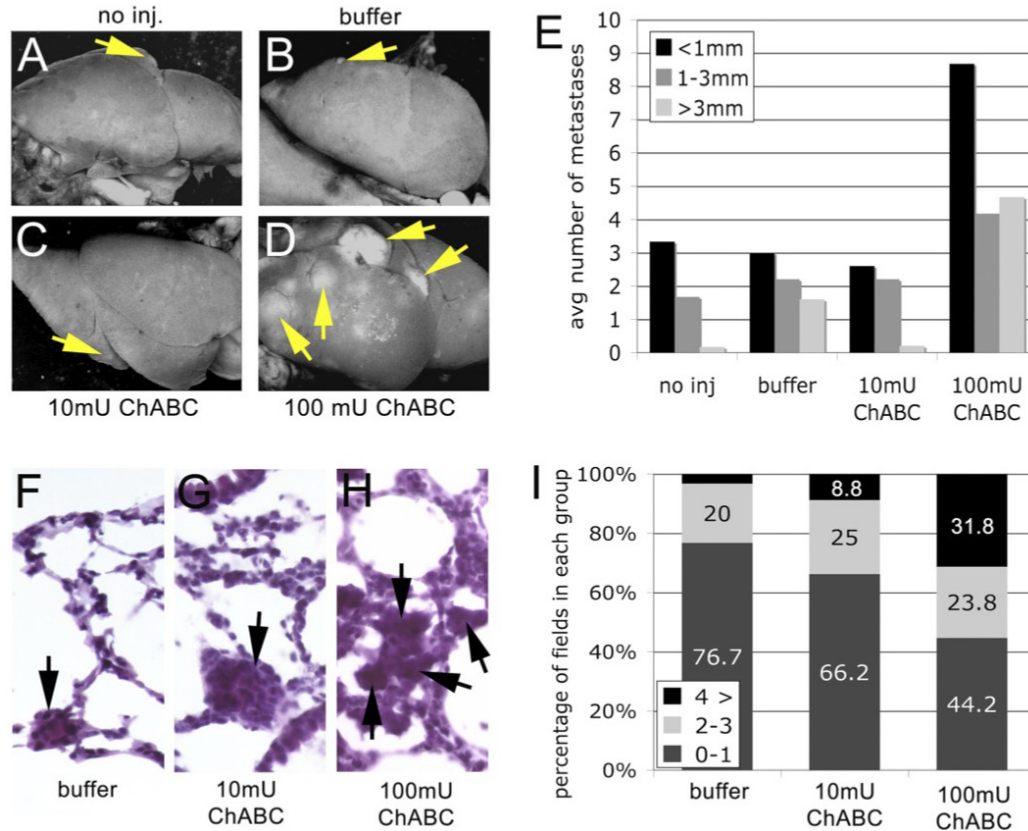 no inj.
buffer
A
B
C
D
10mU ChABC
100 mU ChABC
E
avg number of metastases
10
9
8
7
6
5
4
3
2
1
0
<1mm
1-3mm
>3mm
no inj
buffer
10mU
ChABC
100mU
ChABC
F
G
H
buffer
10mU
ChABC
100mU
ChABC
I
percentage of fields in each group
100%
80%
60%
40%
20%
0%
20
76.7
8.8
25
66.2
31.8
23.8
44.2
4 >
2-3
0-1
buffer
10mU
ChABC
100mU
ChABC